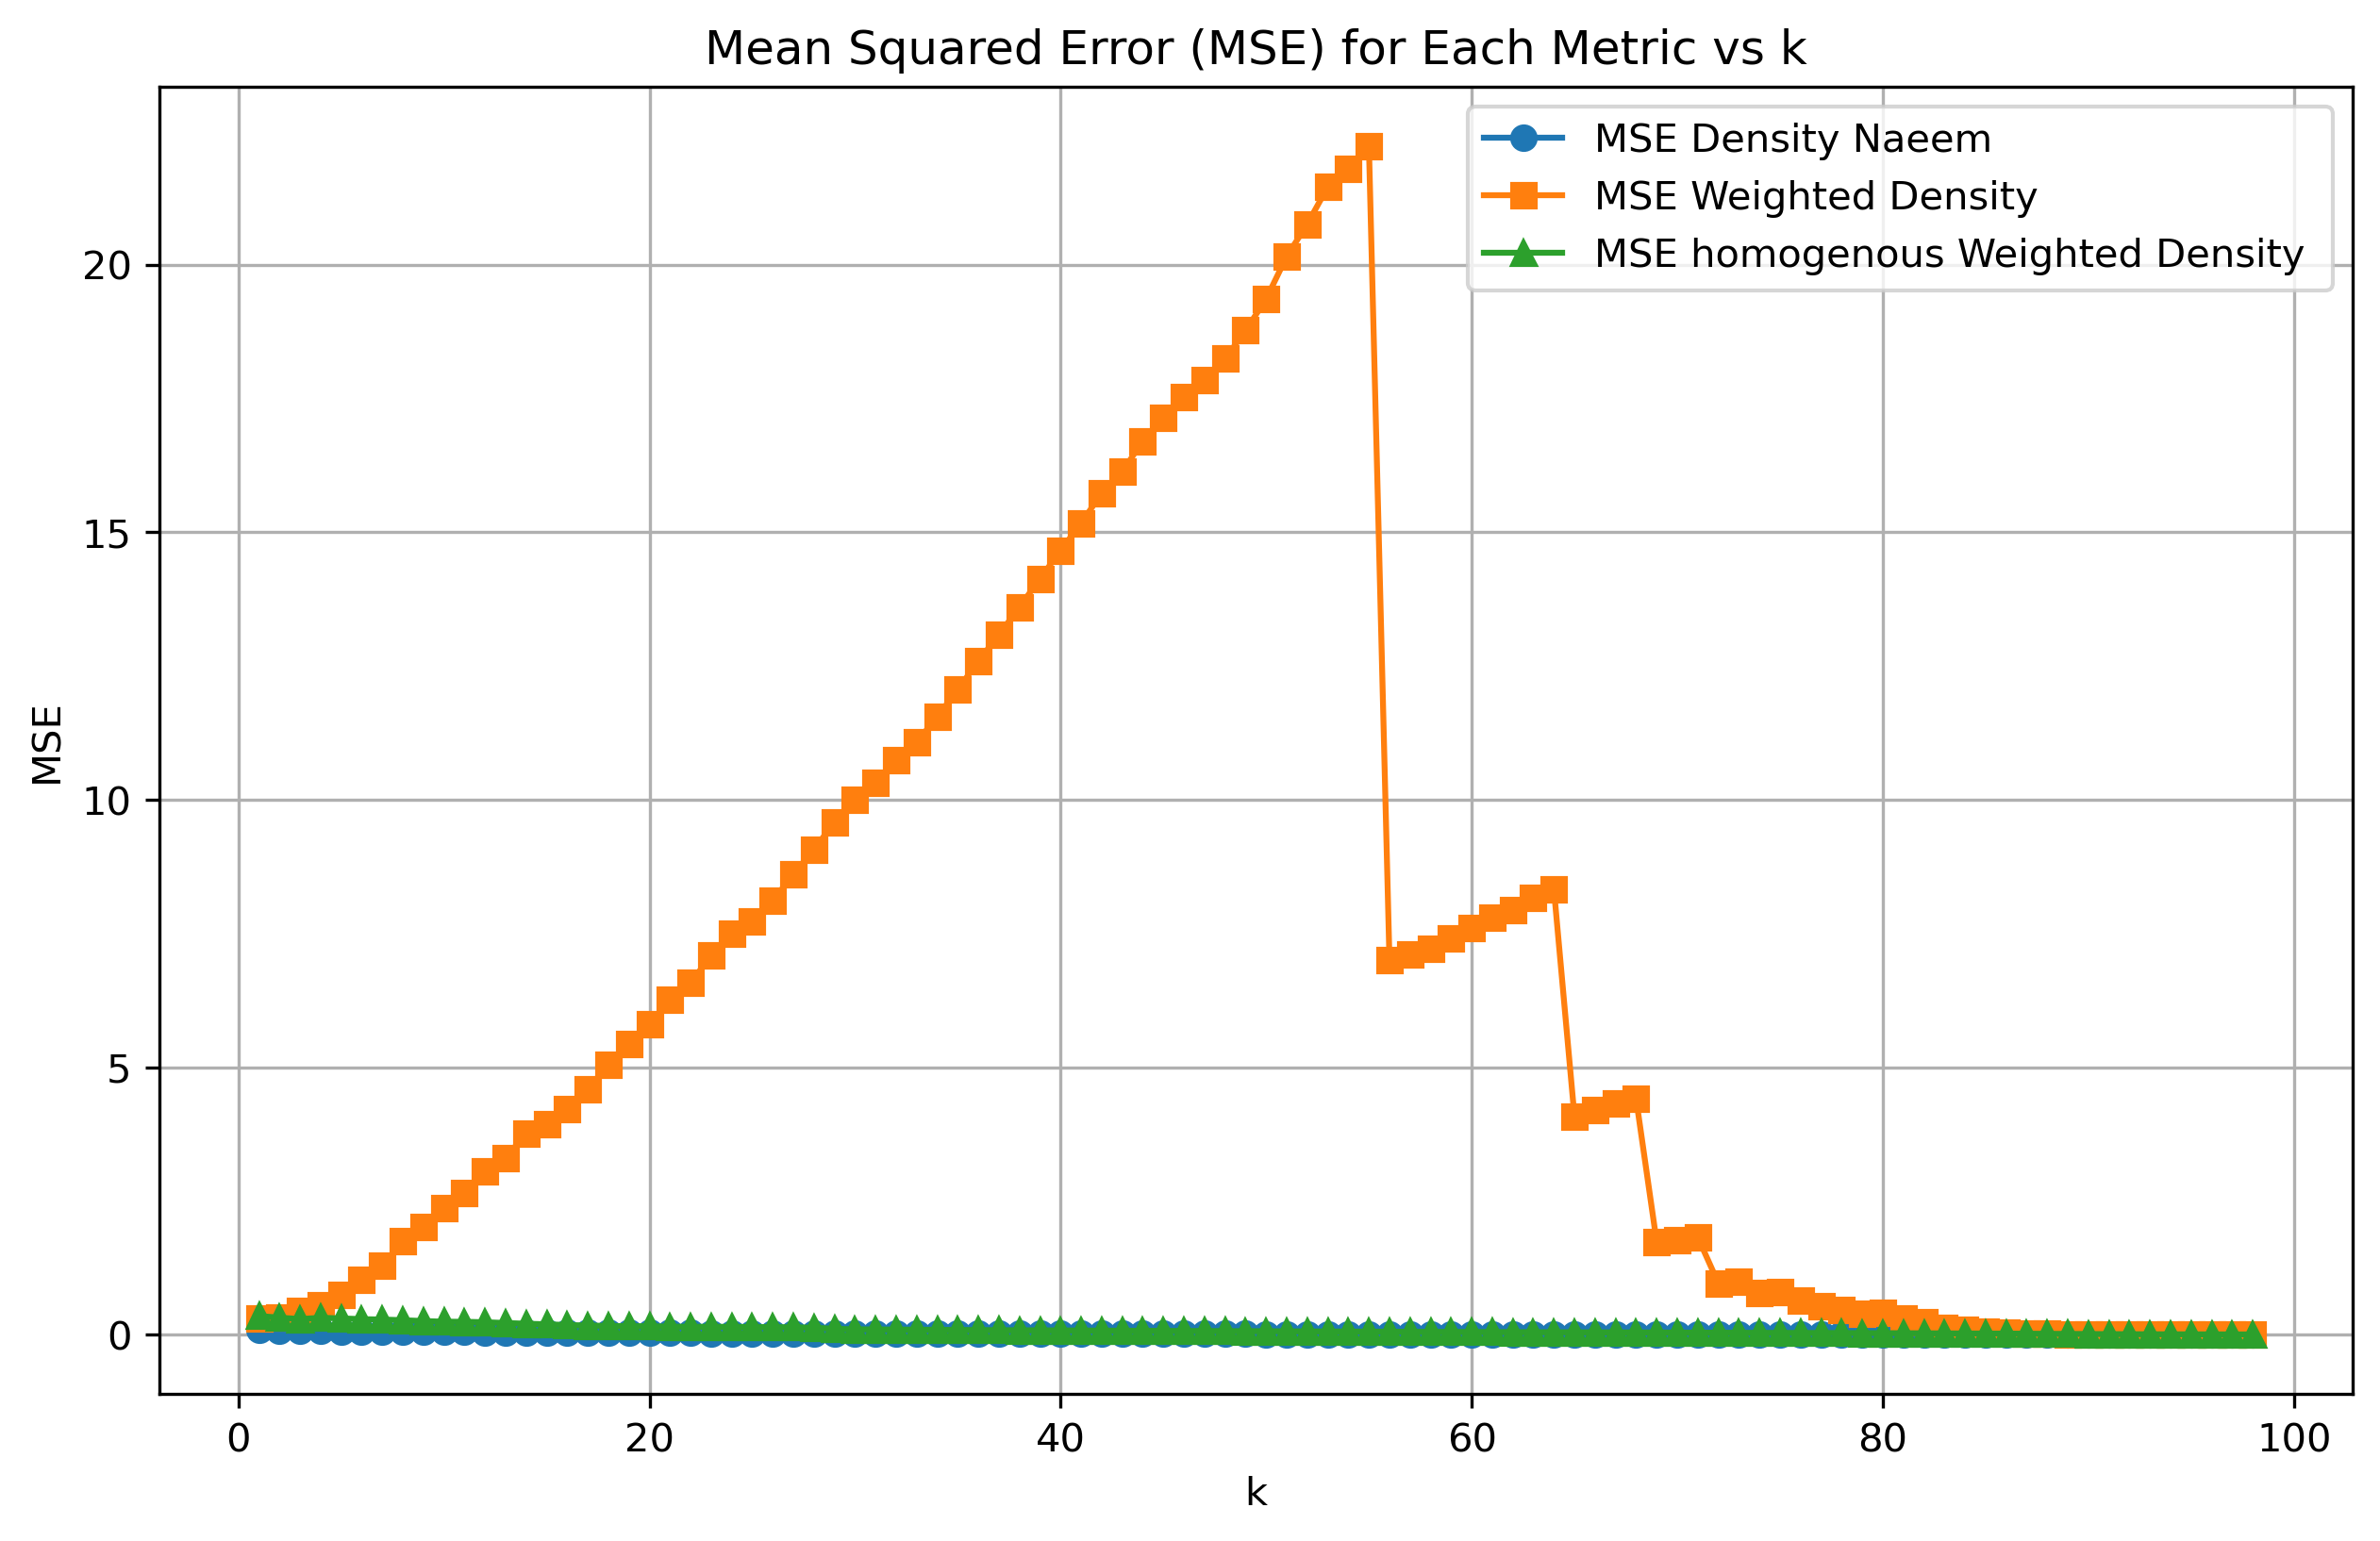 Mean Squared Error (MSE) for Each Metric vs k
MSE Density Naeem
MSE Weighted Density
MSE homogenous Weighted Density
MSE
20
15
10
5
0
0
20
40
60
80
100
k